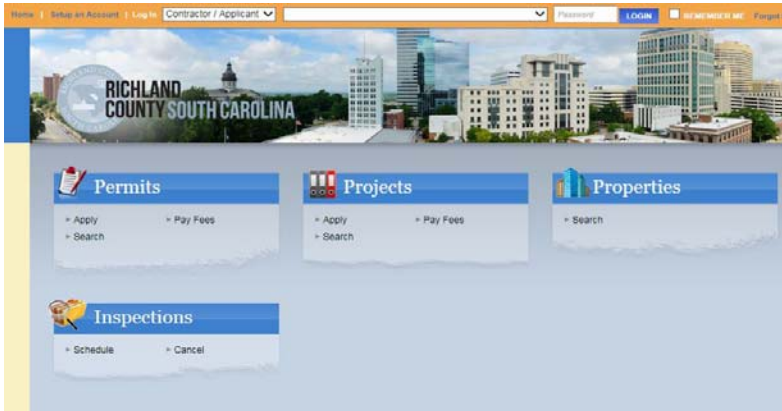 Home | Setup an Account | Log In Contractor / Applicant Password LOGIN REMEMBER ME Forgot
RICHLAND
COUNTY SOUTH CAROLINA
Permits
Apply Pay Fees
Search
Projects
Apply Pay Fees
Search
Properties
Search
Inspections
Schedule Cancel